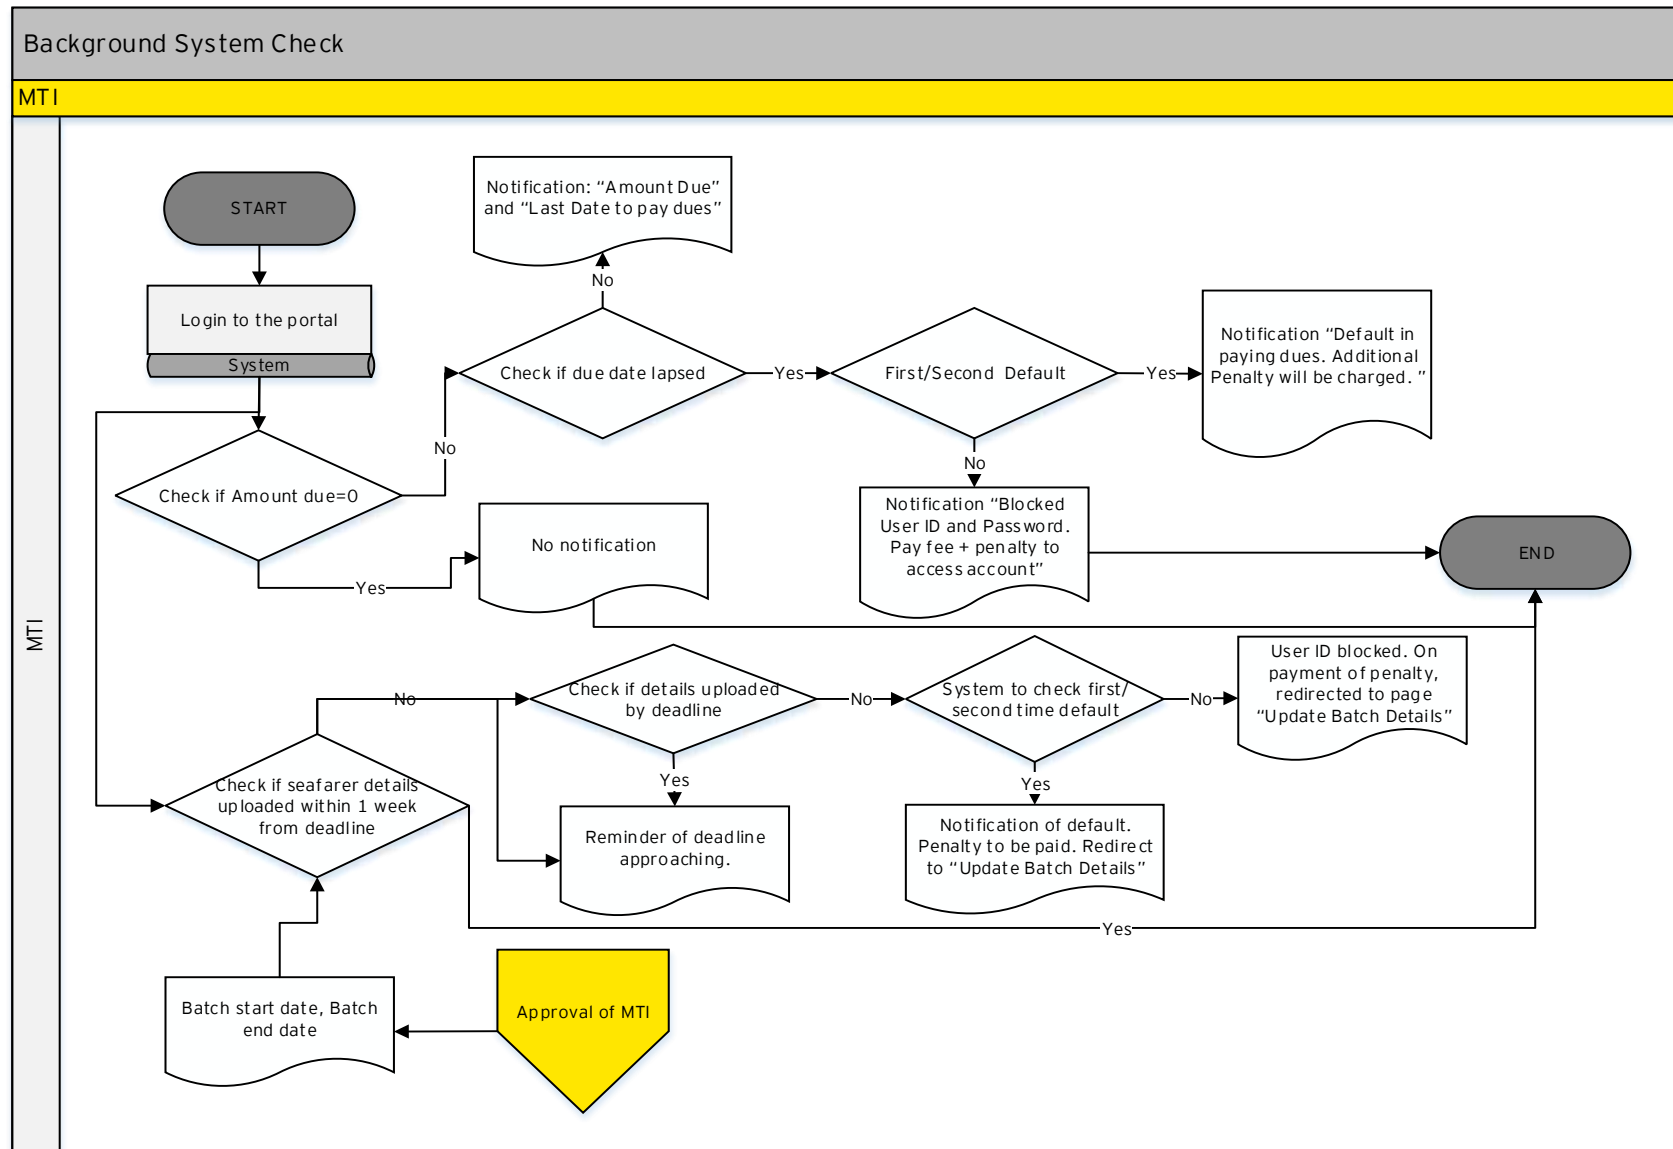 Background System Check
MTI
MTI
START
Login to the portal
System
Check if Amount due=0
No
Yes
Notification: “Amount Due”
and “Last Date to pay dues”
No
Check if due date lapsed
Yes
First/Second Default
Yes
Notification “Default in
paying dues. Additional
Penalty will be charged. ”
No
Notification “Blocked
User ID and Password.
Pay fee + penalty to
access account”
No notification
END
No
Check if details uploaded
by deadline
No
System to check first/
second time default
No
User ID blocked. On
payment of penalty,
redirected to page
“Update Batch Details”
Yes
Yes
Check if seafarer details
uploaded within 1 week
from deadline
Reminder of deadline
approaching.
Notification of default.
Penalty to be paid. Redirect
to “Update Batch Details”
Yes
Batch start date, Batch
end date
Approval of MTI